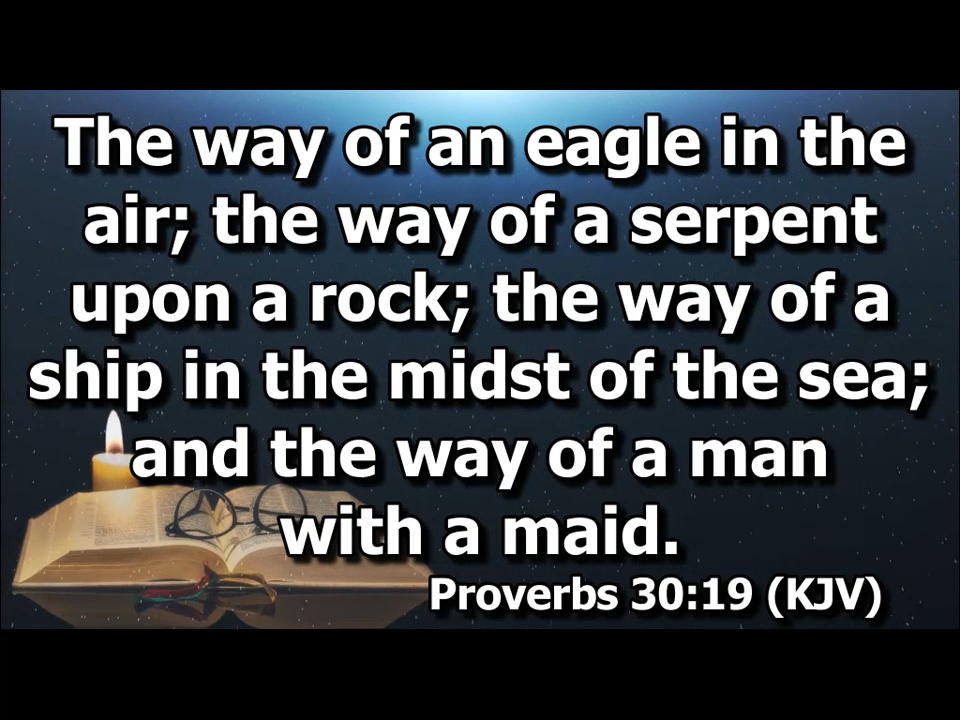 The way of an eagle in the
air; the way of a serpent
upon a rock; the way of a
ship in the midst of the sea;
and the way of a man
with a maid.
Proverbs 30:19 (KJV)